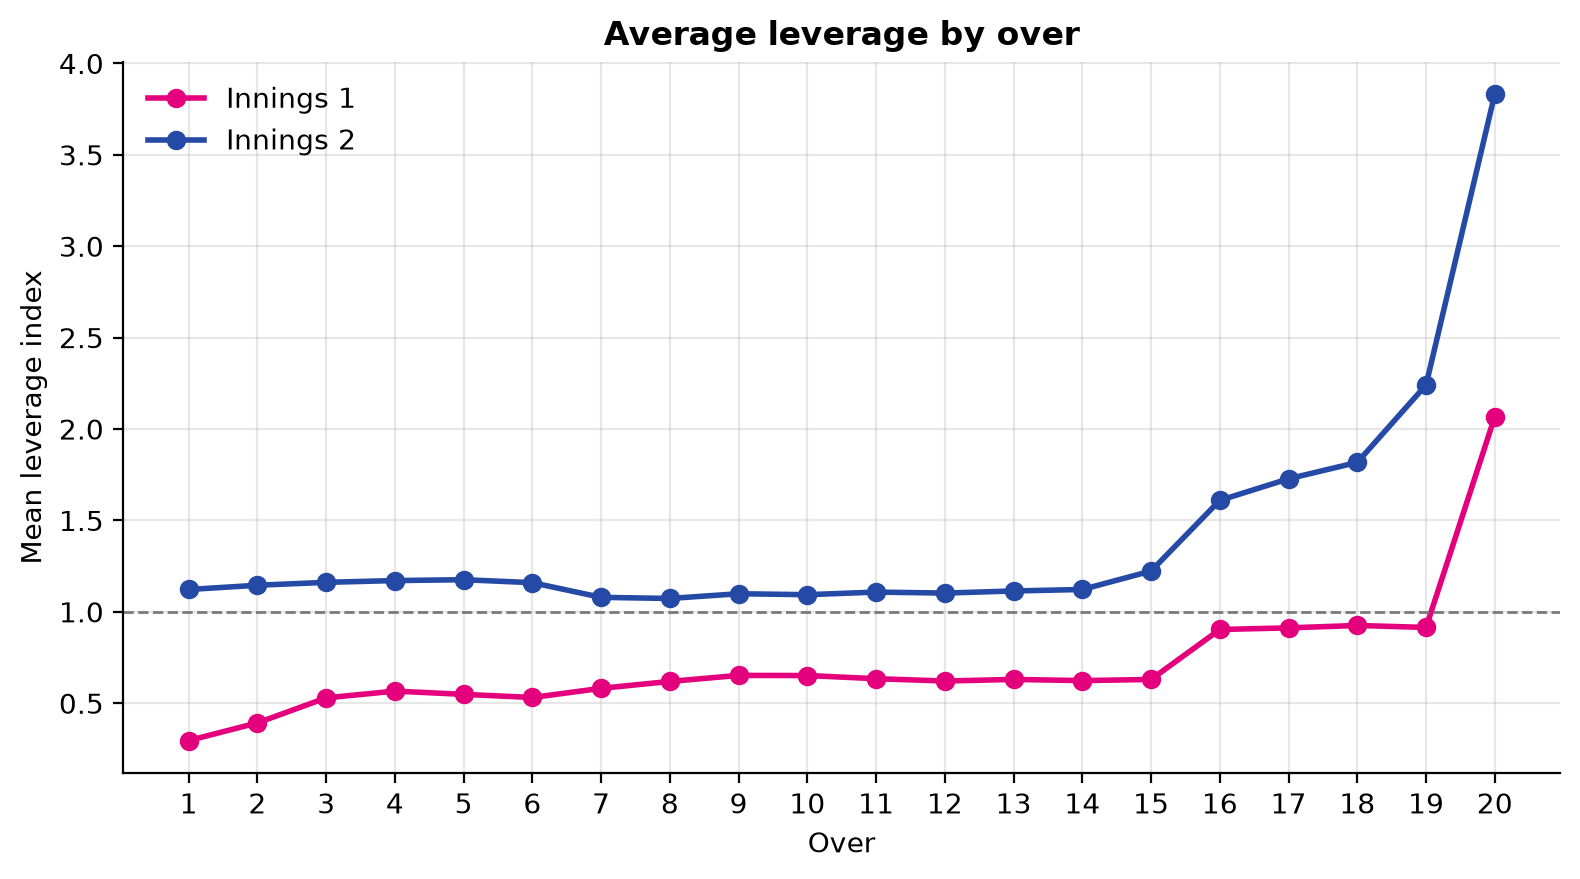 Average leverage by over
Innings 1
Innings 2
4.0
3.5
3.0
2.5
2.0
1.5
1.0
0.5
Mean leverage index
1 2 3 4 5 6 7 8 9 10 11 12 13 14 15 16 17 18 19 20
Over